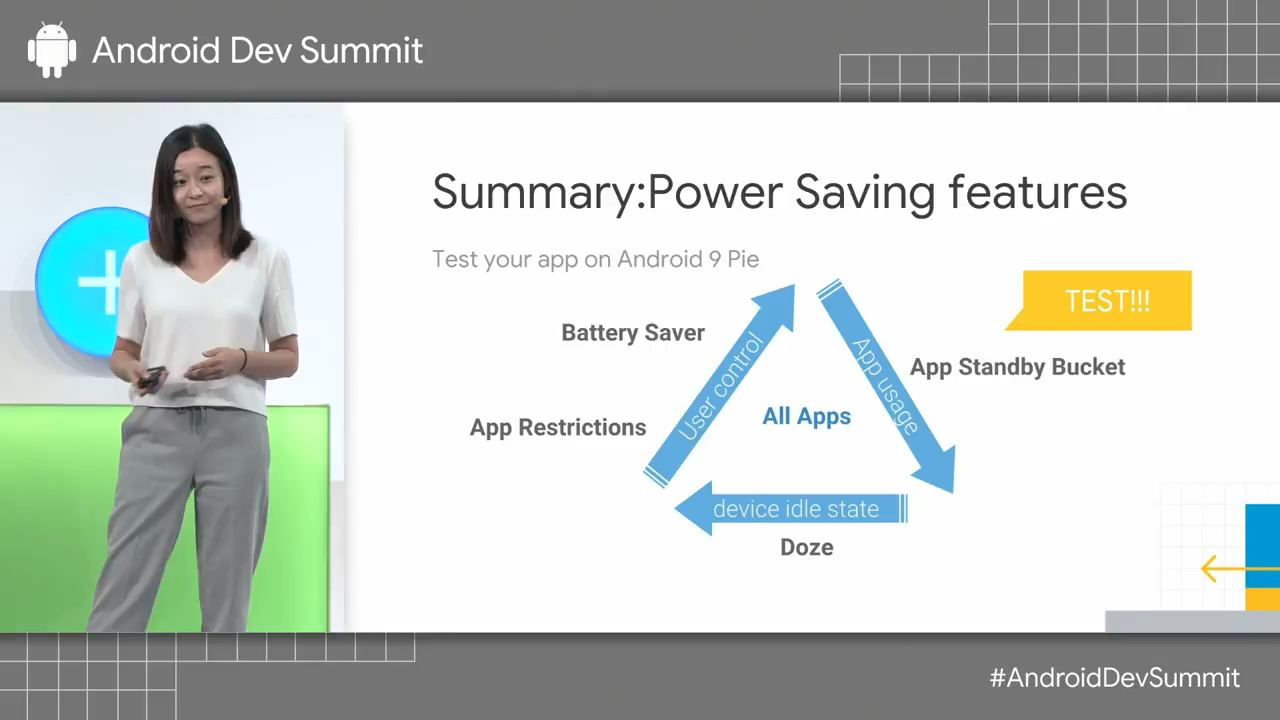 Android Dev Summit
Summary:Power Saving features
Test your app on Android 9 Pie
TEST!!!
Battery Saver
User control
App usage
App Standby Bucket
App Restrictions
All Apps
device idle state
Doze
#AndroidDevSummit